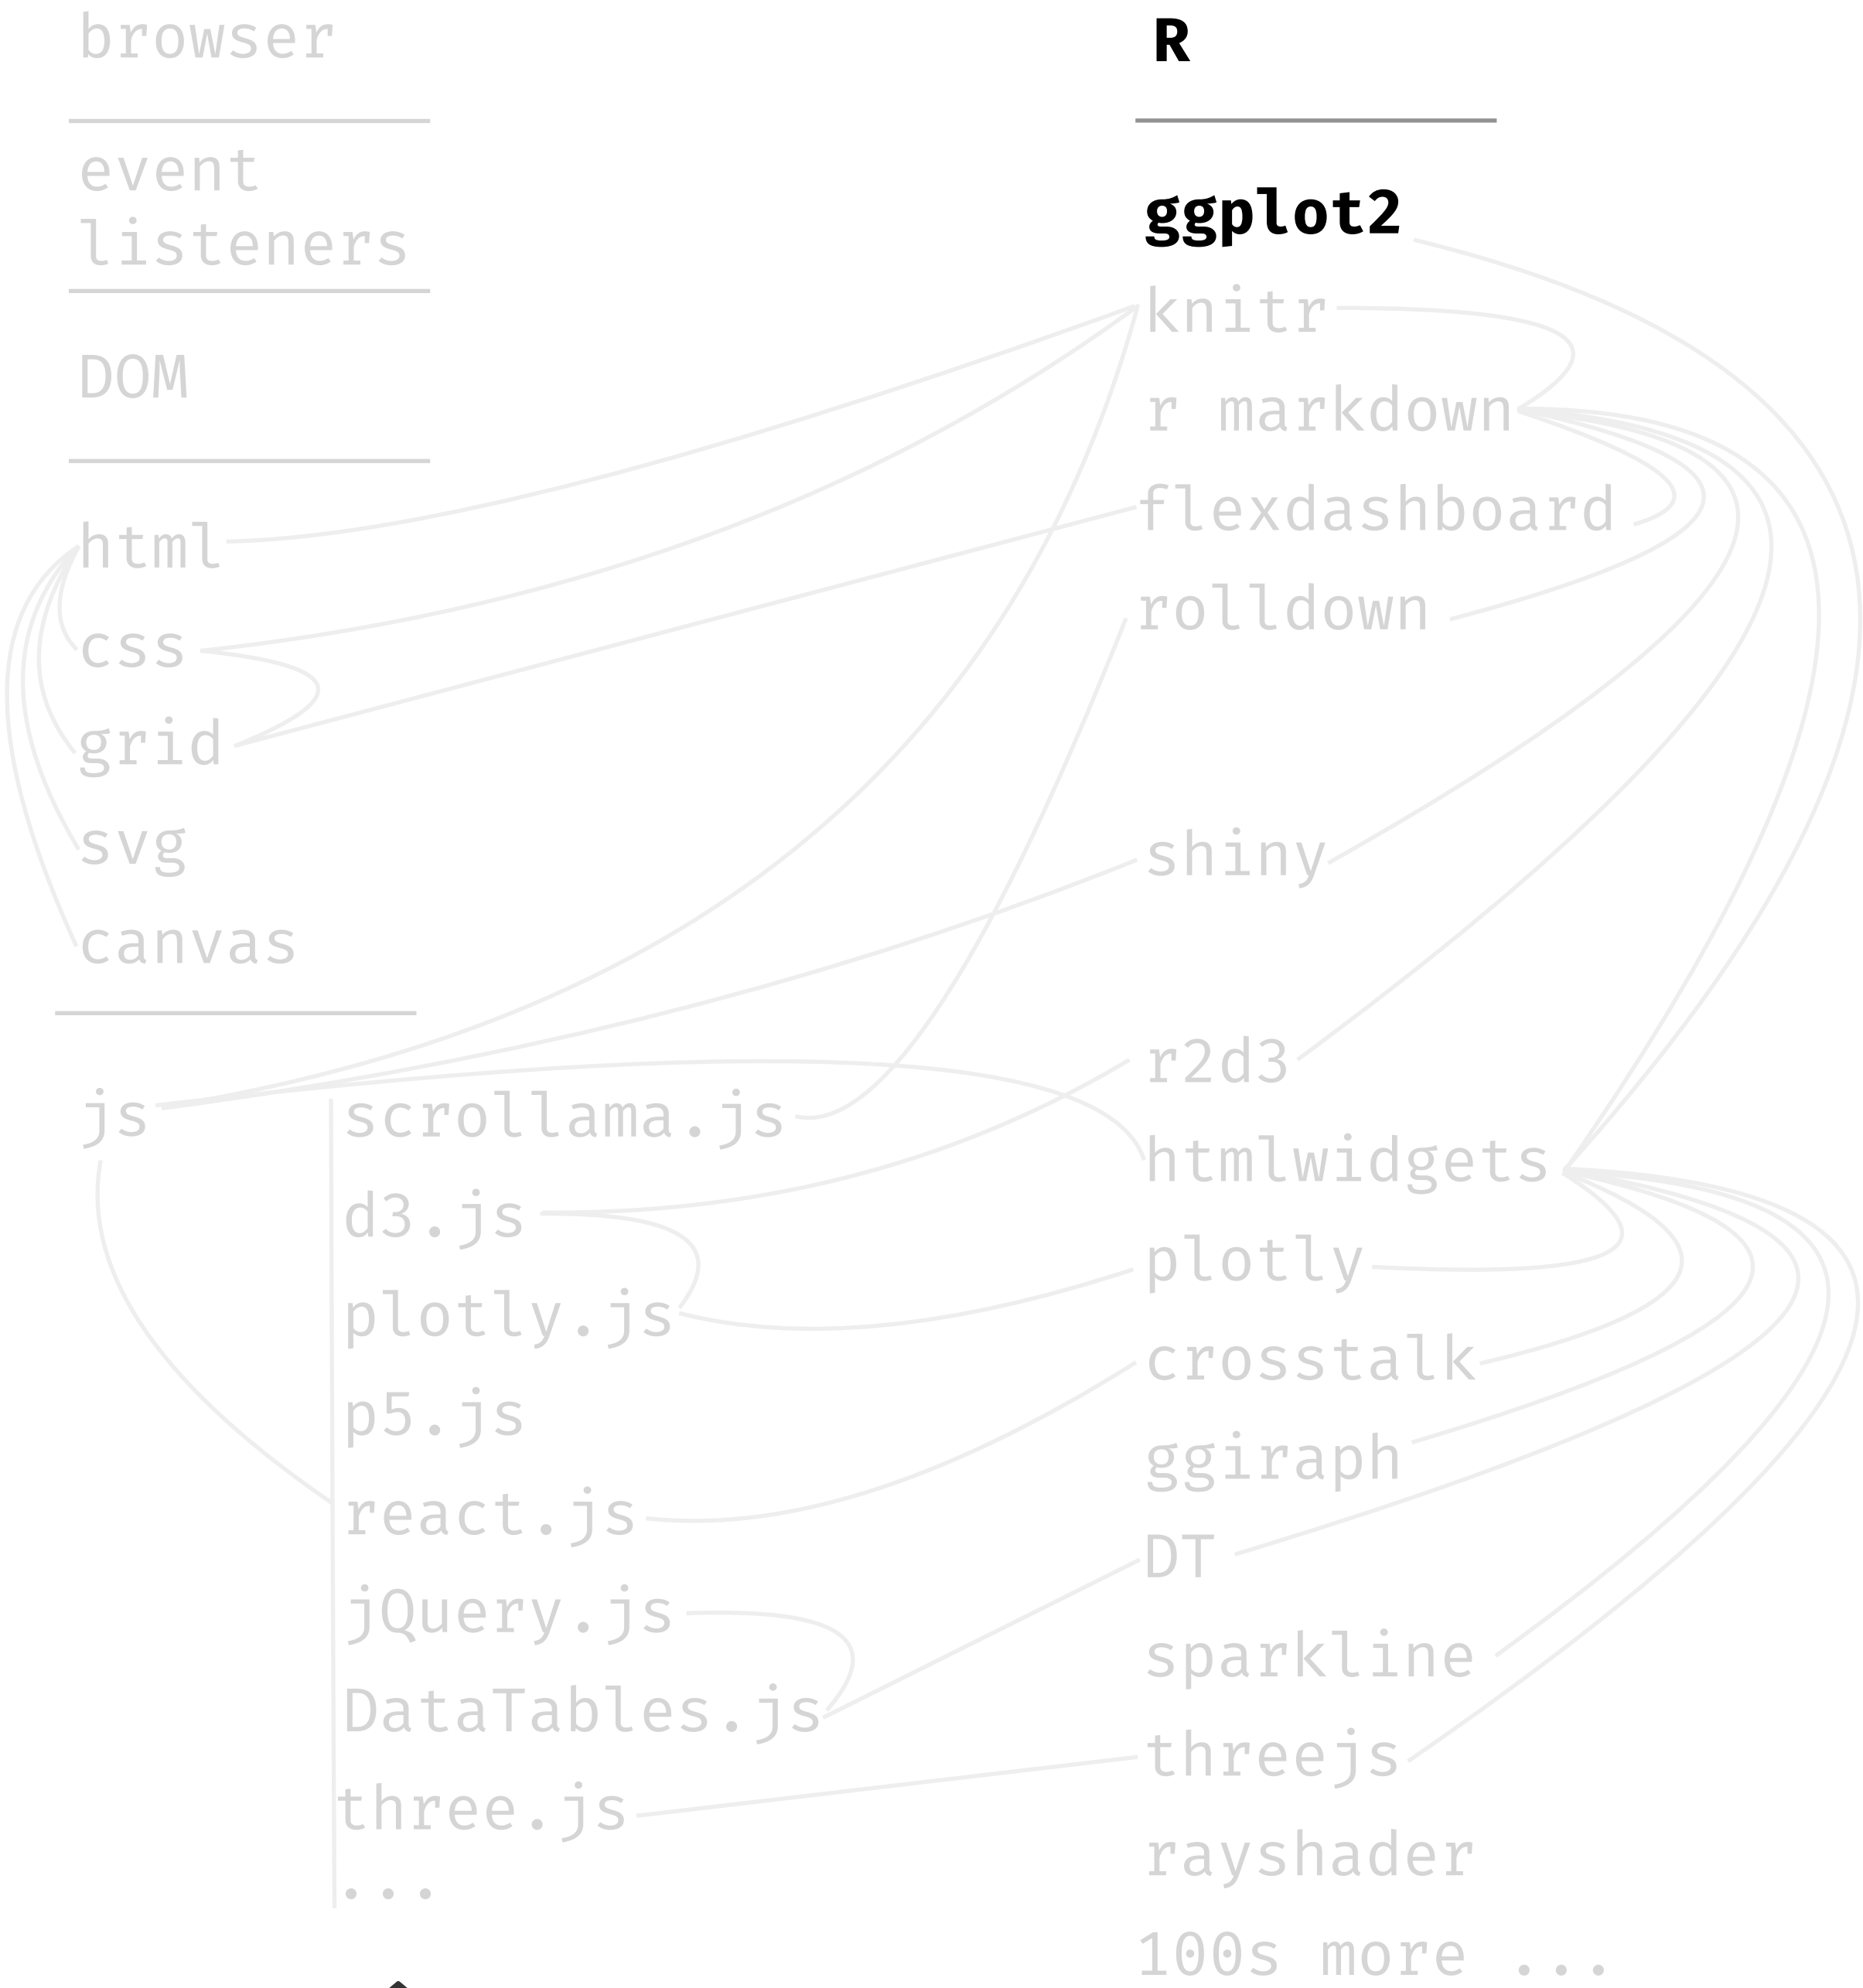 browser
event
listeners
DOM
html
css
grid
svg
canvas
js
scrollama.js
d3.js
plotly.js
p5.js
react.js
jQuery.js
DataTables.js
three.js
...
R
ggplot2
knitr
r markdown
flexdashboard
rolldown
shiny
r2d3
htmlwidgets
plotly
crosstalk
ggiraph
DT
sparkline
threejs
rayshader
100s more ...